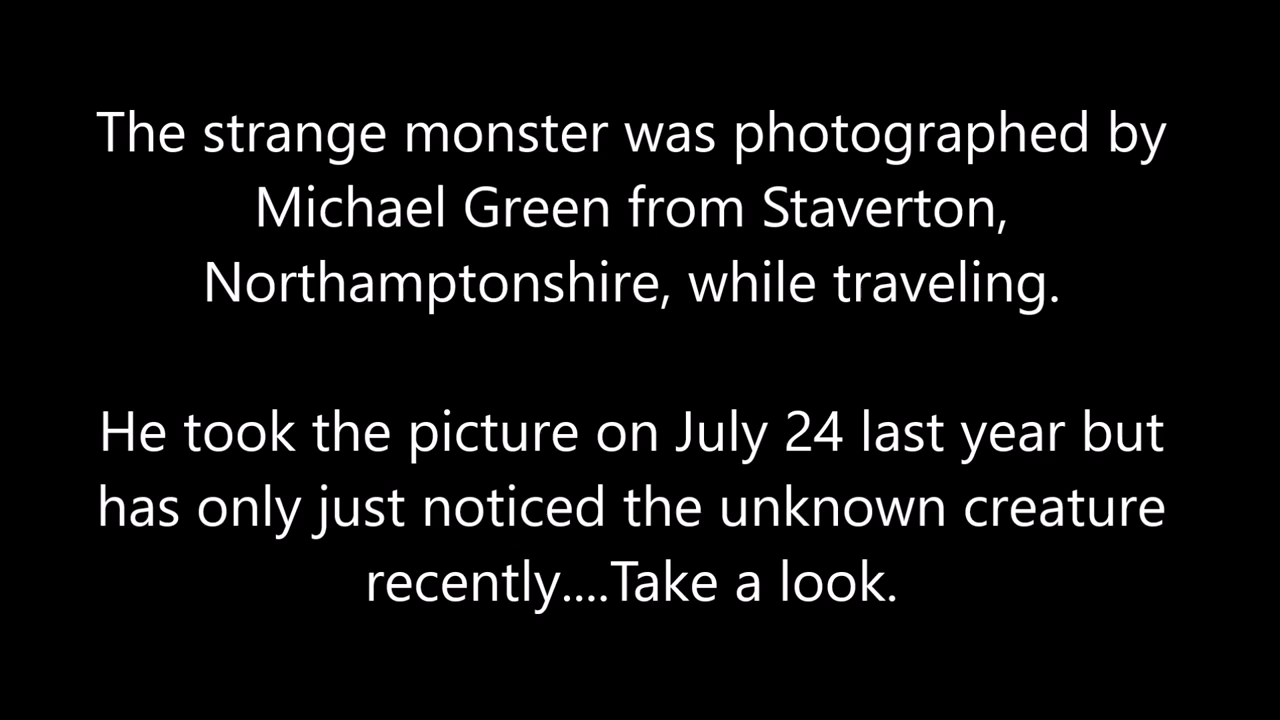 The strange monster was photographed by
Michael Green from Staverton,
Northamptonshire, while traveling.
He took the picture on July 24 last year but
has only just noticed the unknown creature
recently....Take a look.